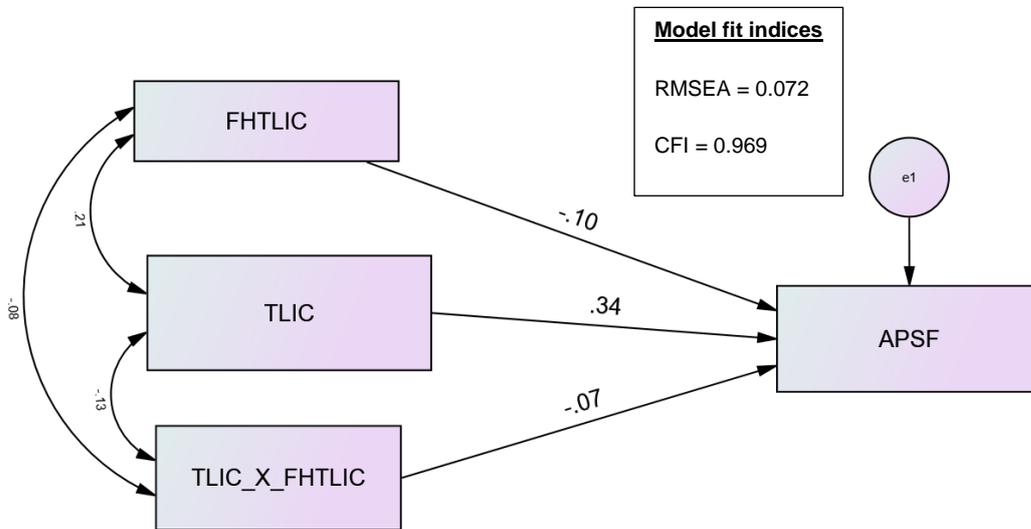 Model fit indices
RMSEA = 0.072
CFI = 0.969
FHTLIC
e1
.21
-.10
-.08
TLIC
.34
APSF
-.13
-.07
TLIC_X_FHTLIC